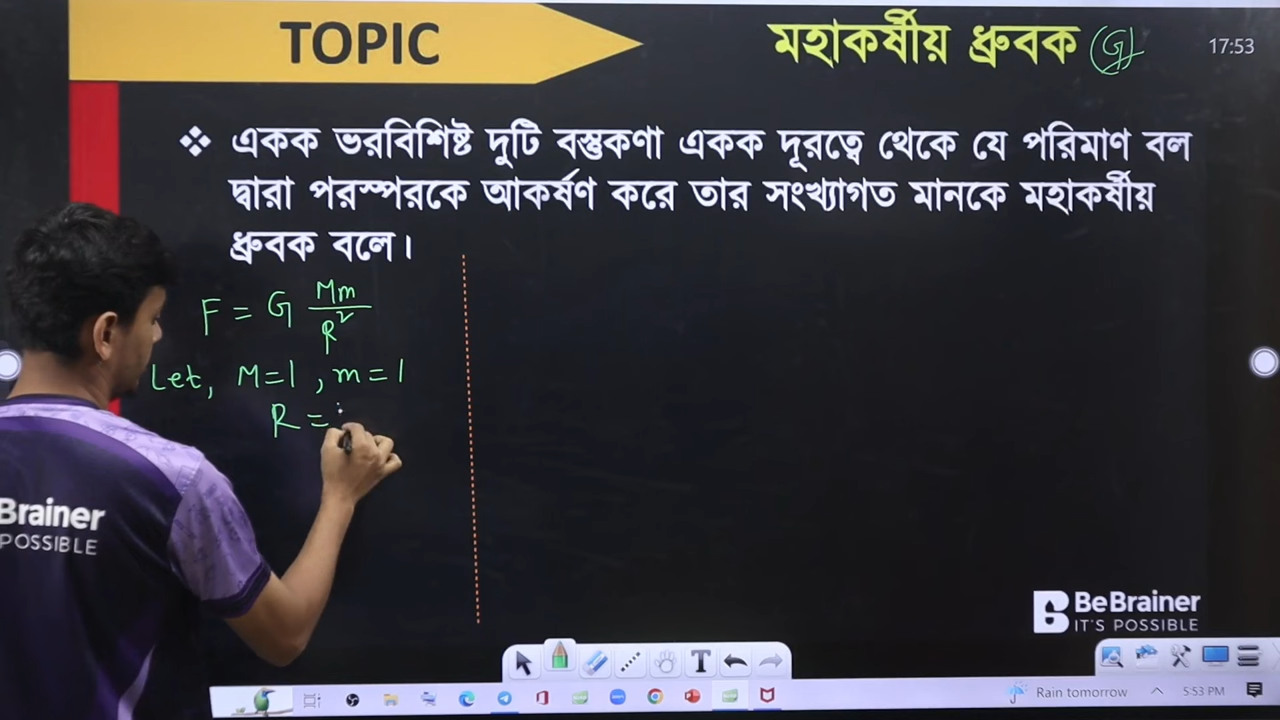 TOPIC
মহাকর্ষীয় ধ্রুবক (G)
17:53
একক ভরবিশিষ্ট দুটি বস্তুকণা একক দূরত্বে থেকে যে পরিমাণ বল
দ্বারা পরস্পরকে আকর্ষণ করে তার সংখ্যাগত মানকে মহাকর্ষীয়
ধ্রুবক বলে।
F = G Mm/R²
Let, M=1, m=1
R =
Brainer
POSSIBLE
BeBrainer
IT'S POSSIBLE
T
Rain tomorrow
5:53 PM